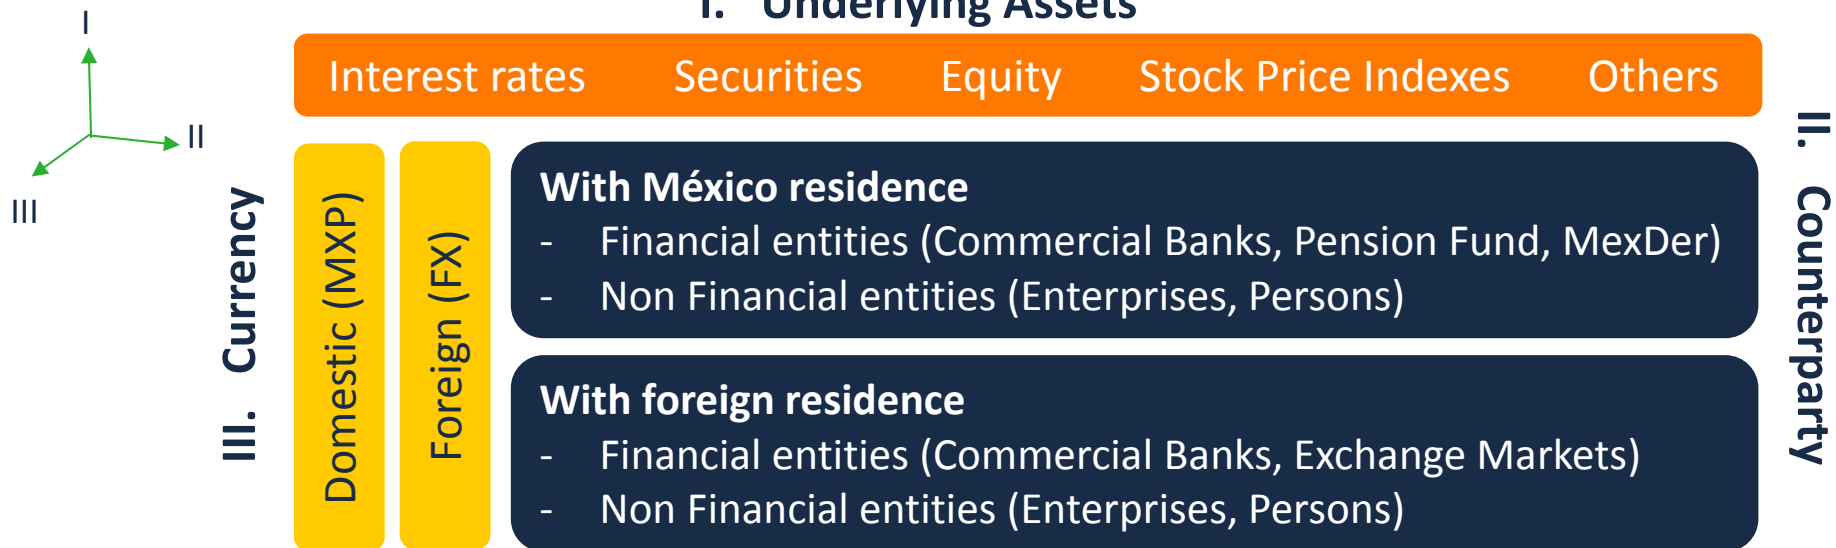 I. Underlying Assets
I
II
III
Interest rates Securities Equity Stock Price Indexes Others
III. Currency
Domestic (MXP)
Foreign (FX)
With México residence
- Financial entities (Commercial Banks, Pension Fund, MexDer)
- Non Financial entities (Enterprises, Persons)
With foreign residence
- Financial entities (Commercial Banks, Exchange Markets)
- Non Financial entities (Enterprises, Persons)
II. Counterparty